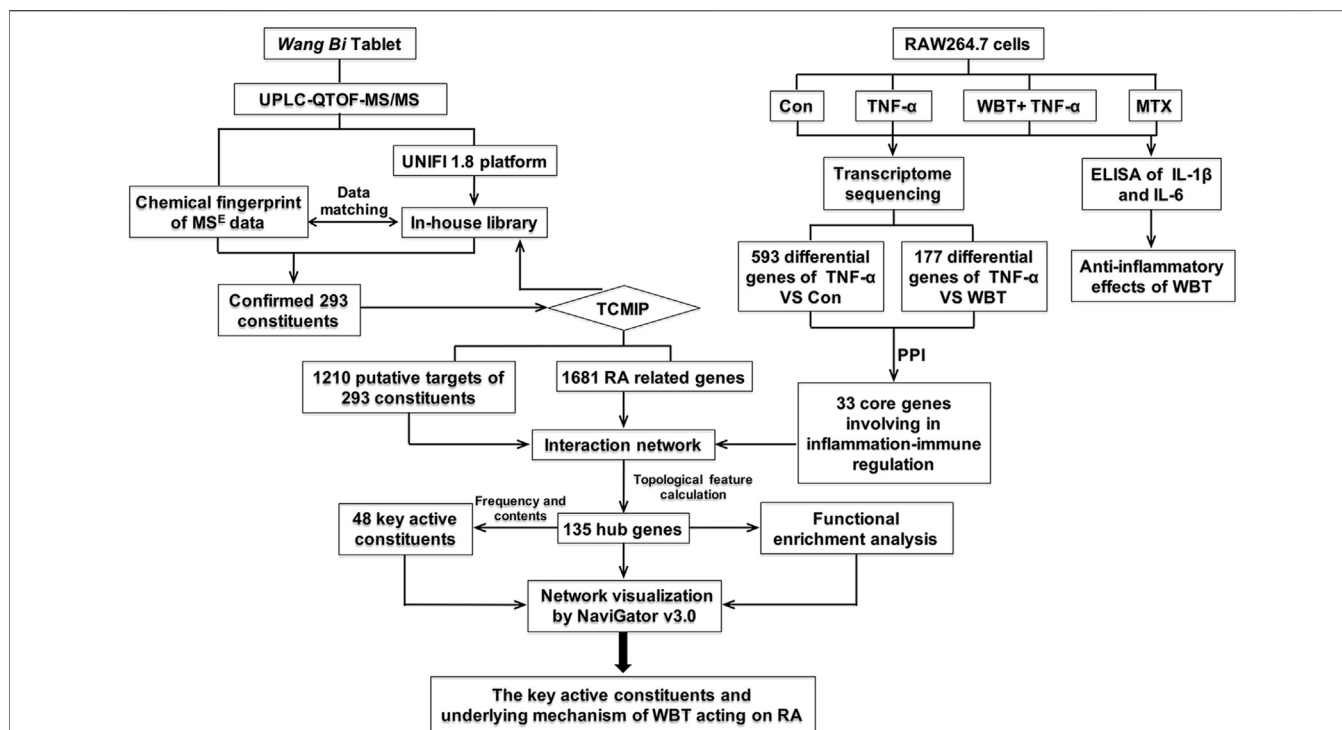 Wang Bi Tablet
UPLC-QTOF-MS/MS
UNIFI 1.8 platform
Chemical fingerprint
of MSᴱ data
Data
matching
In-house library
Confirmed 293
constituents
TCMIP
1210 putative targets of
293 constituents
1681 RA related genes
RAW264.7 cells
Con
TNF-α
WBT+ TNF-α
MTX
Transcriptome
sequencing
ELISA of IL-1β
and IL-6
593 differential
genes of TNF-α
VS Con
177 differential
genes of TNF-α
VS WBT
Anti-inflammatory
effects of WBT
PPI
33 core genes
involving in
inflammation-immune
regulation
Interaction network
Topological feature
calculation
Frequency and
contents
48 key active
constituents
135 hub genes
Functional
enrichment analysis
Network visualization
by NaviGator v3.0
The key active constituents and
underlying mechanism of WBT acting on RA